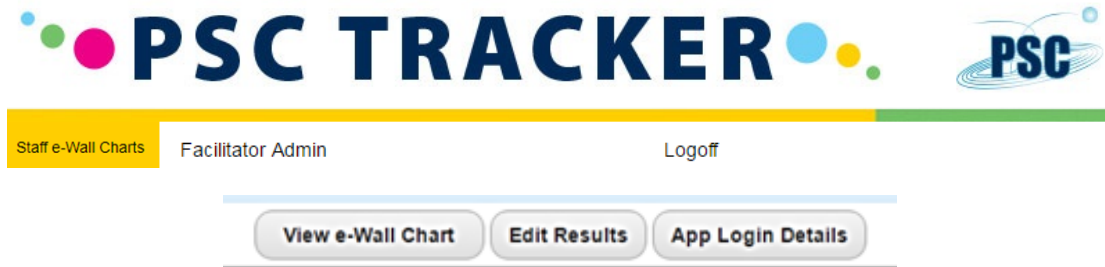 PSC TRACKER PSC
Staff e-Wall Charts Facilitator Admin Logoff
View e-Wall Chart Edit Results App Login Details